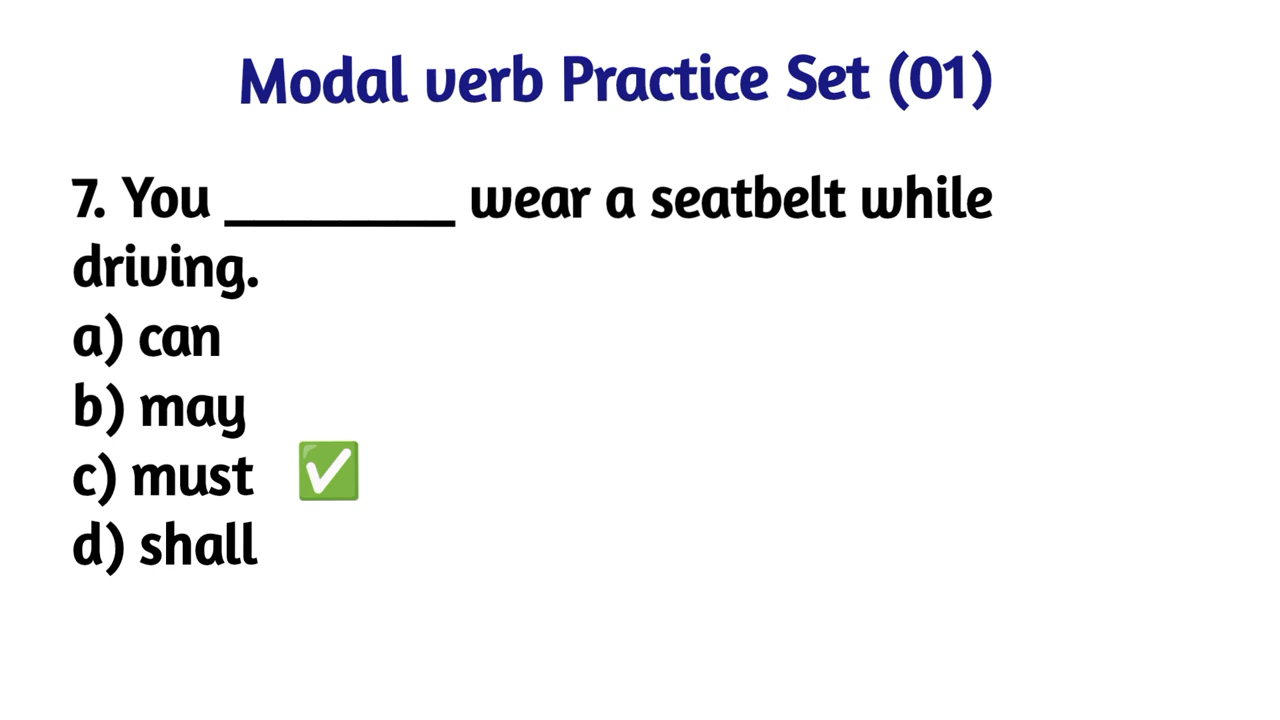 Modal verb Practice Set (01)
7. You ________ wear a seatbelt while
driving.
a) can
b) may
c) must ✅
d) shall